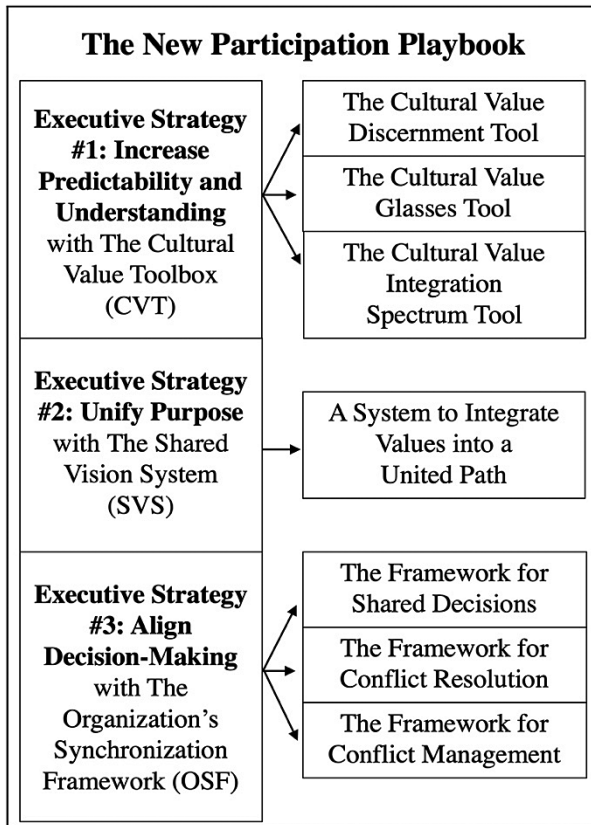 The New Participation Playbook
Executive Strategy
#1: Increase
Predictability and
Understanding
with The Cultural
Value Toolbox
(CVT)
The Cultural Value
Discernment Tool
The Cultural Value
Glasses Tool
The Cultural Value
Integration
Spectrum Tool
Executive Strategy
#2: Unify Purpose
with The Shared
Vision System
(SVS)
A System to Integrate
Values into a
United Path
Executive Strategy
#3: Align
Decision-Making
with The
Organization’s
Synchronization
Framework (OSF)
The Framework for
Shared Decisions
The Framework for
Conflict Resolution
The Framework for
Conflict Management